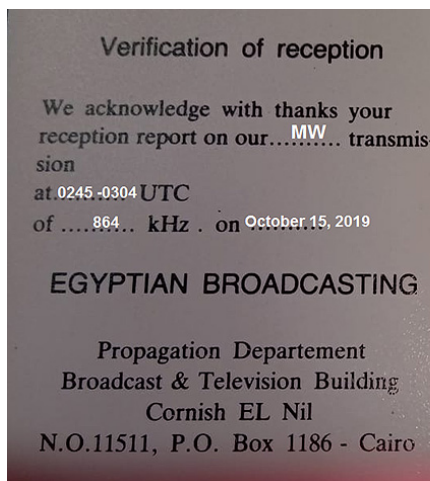 Verification of reception
We acknowledge with thanks your
reception report on our..MW.. transmis-
sion
at.0245 -0304 UTC
of ....864.... kHz . on October 15, 2019
EGYPTIAN BROADCASTING
Propagation Departement
Broadcast & Television Building
Cornish EL Nil
N.O.11511, P.O. Box 1186 - Cairo